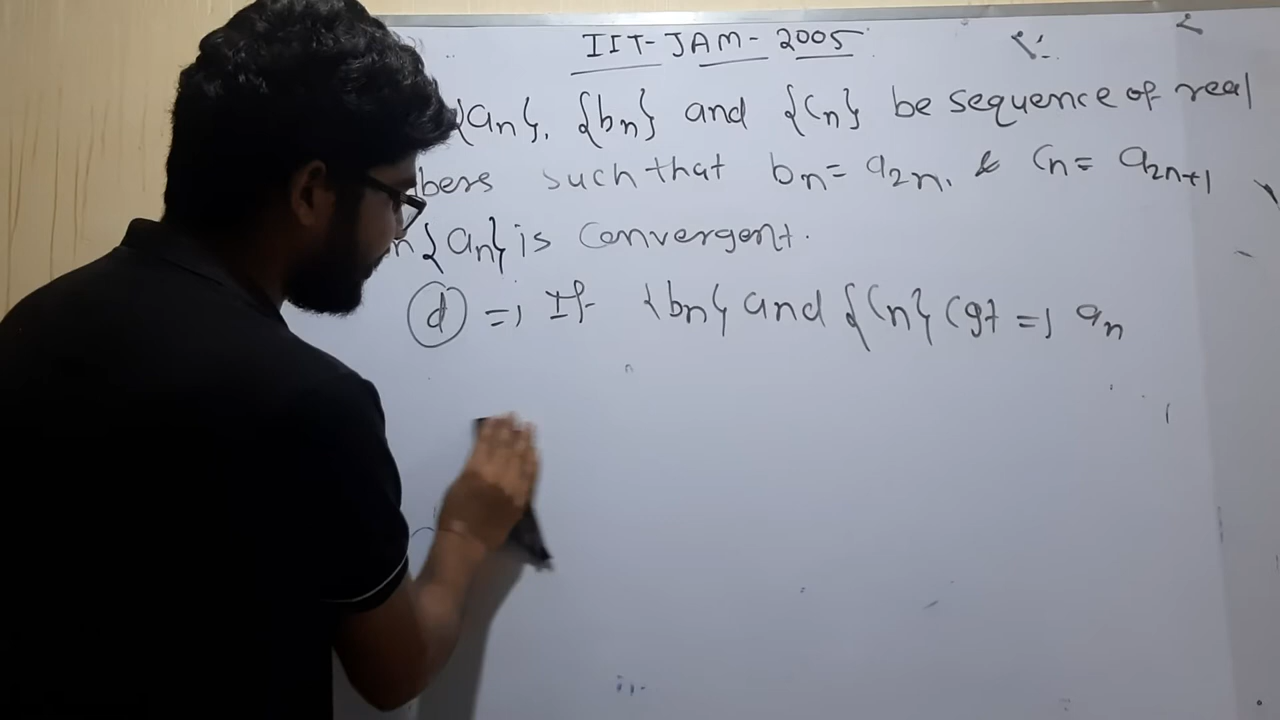 IIT-JAM-2005
{an}, {bn} and {Cn} be sequence of real
bers such that bn= a2n, & Cn= a2n+1
n {an} is convergent.
(d) => If {bn} and {Cn} cgt => an